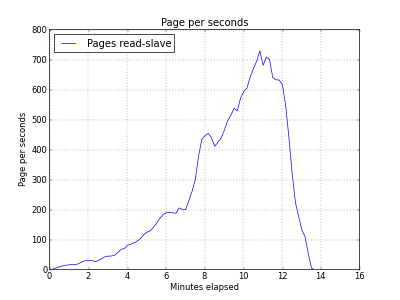 Page per seconds
Pages read-slave
800
700
600
500
400
300
200
100
0
Page per seconds
0 2 4 6 8 10 12 14 16
Minutes elapsed